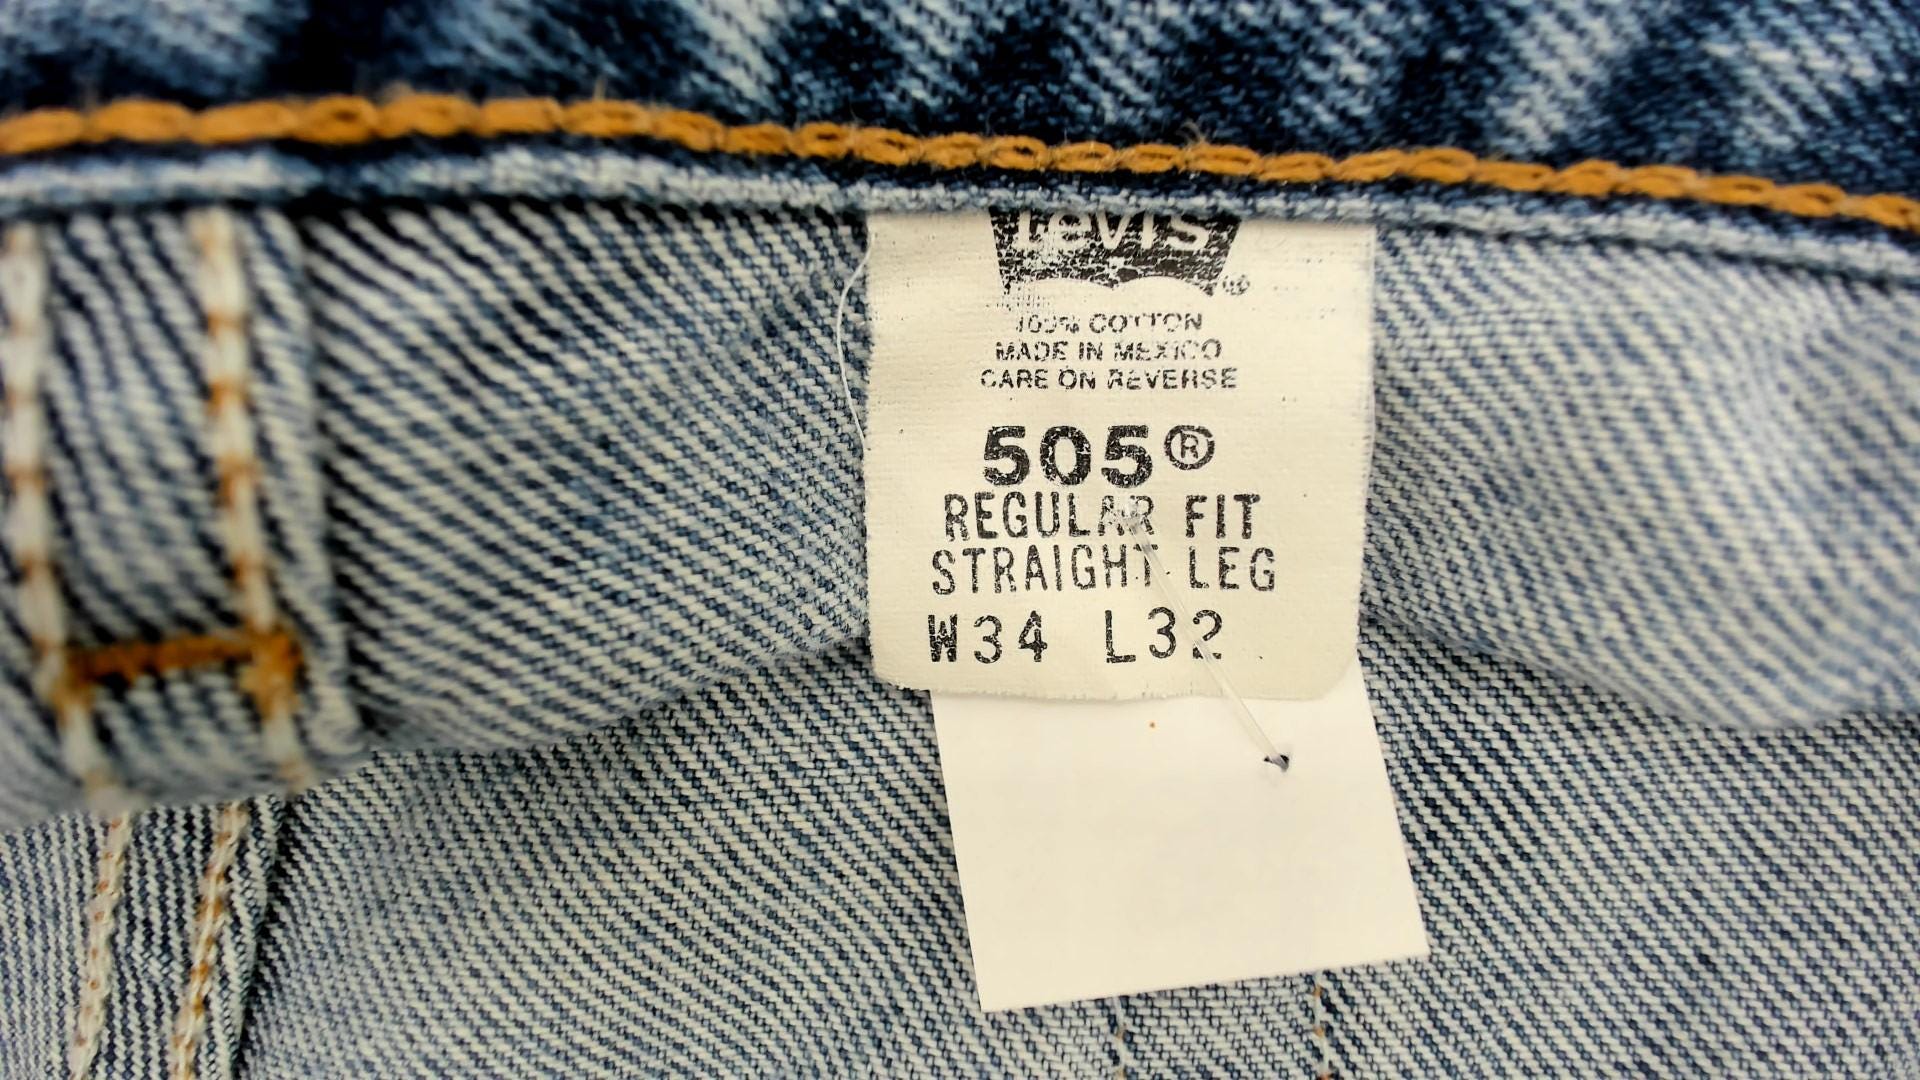 Levi's
®
100% COTTON
MADE IN MEXICO
CARE ON REVERSE
505®
REGULAR FIT
STRAIGHT LEG
W34 L32